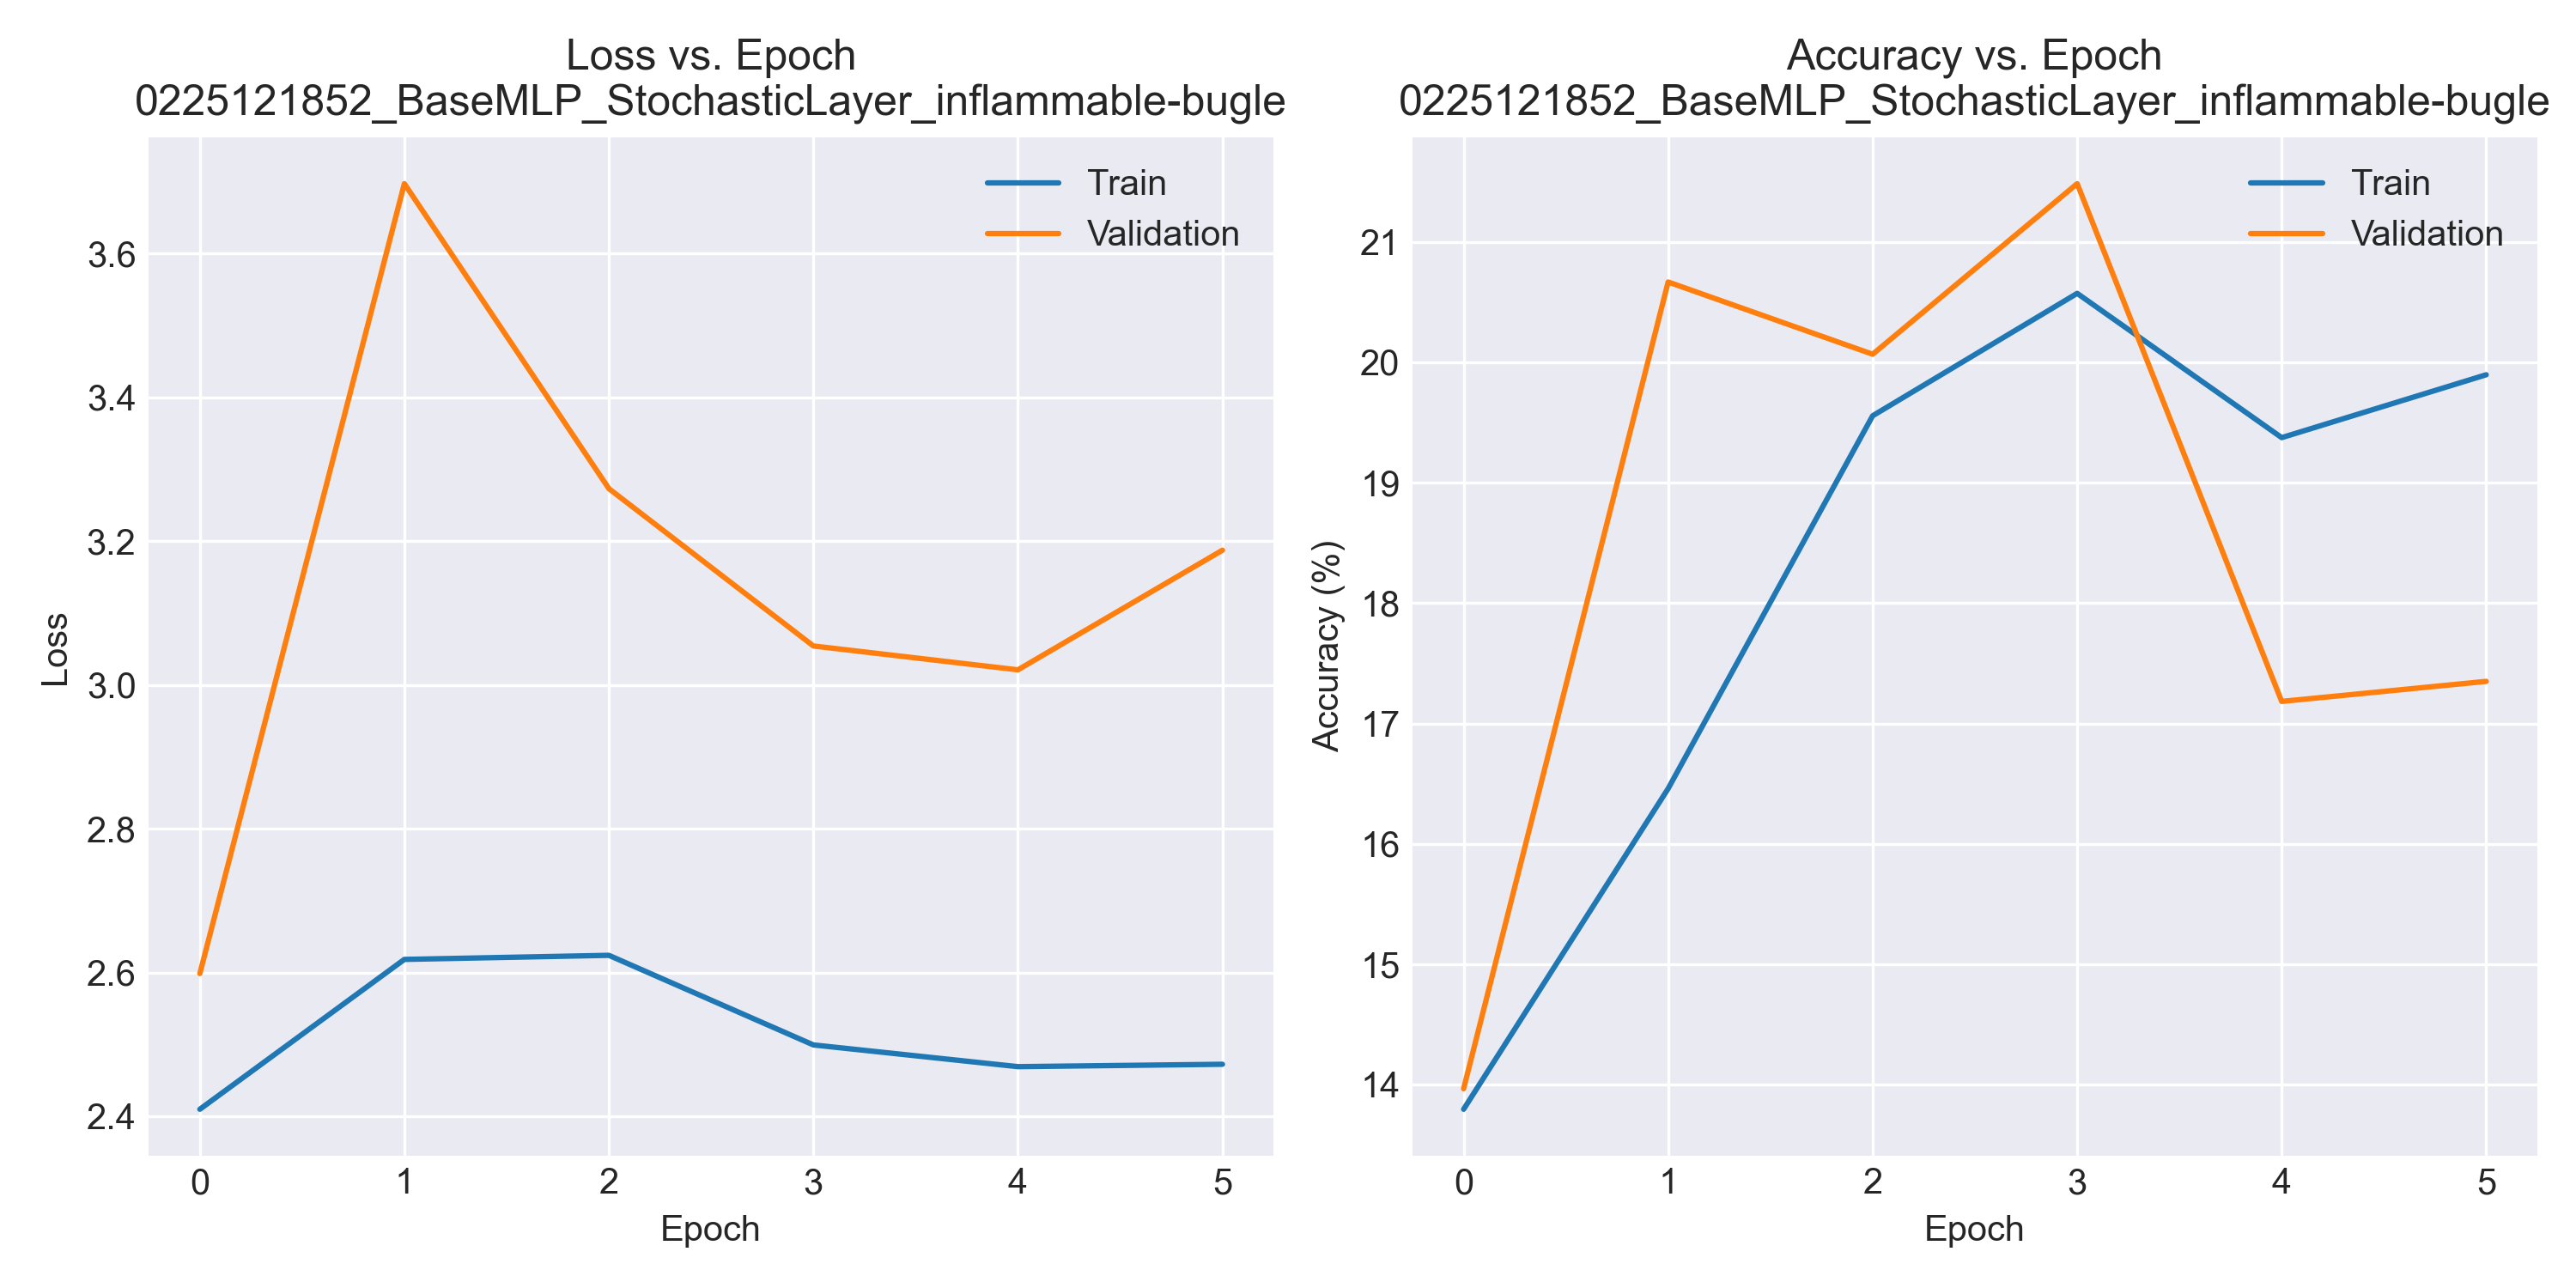 Loss vs. Epoch
0225121852_BaseMLP_StochasticLayer_inflammable-bugle
Train
Validation
3.6
3.4
3.2
3.0
2.8
2.6
2.4
Loss
0 1 2 3 4 5
Epoch
Accuracy vs. Epoch
0225121852_BaseMLP_StochasticLayer_inflammable-bugle
Train
Validation
21
20
19
18
17
16
15
14
Accuracy (%)
0 1 2 3 4 5
Epoch